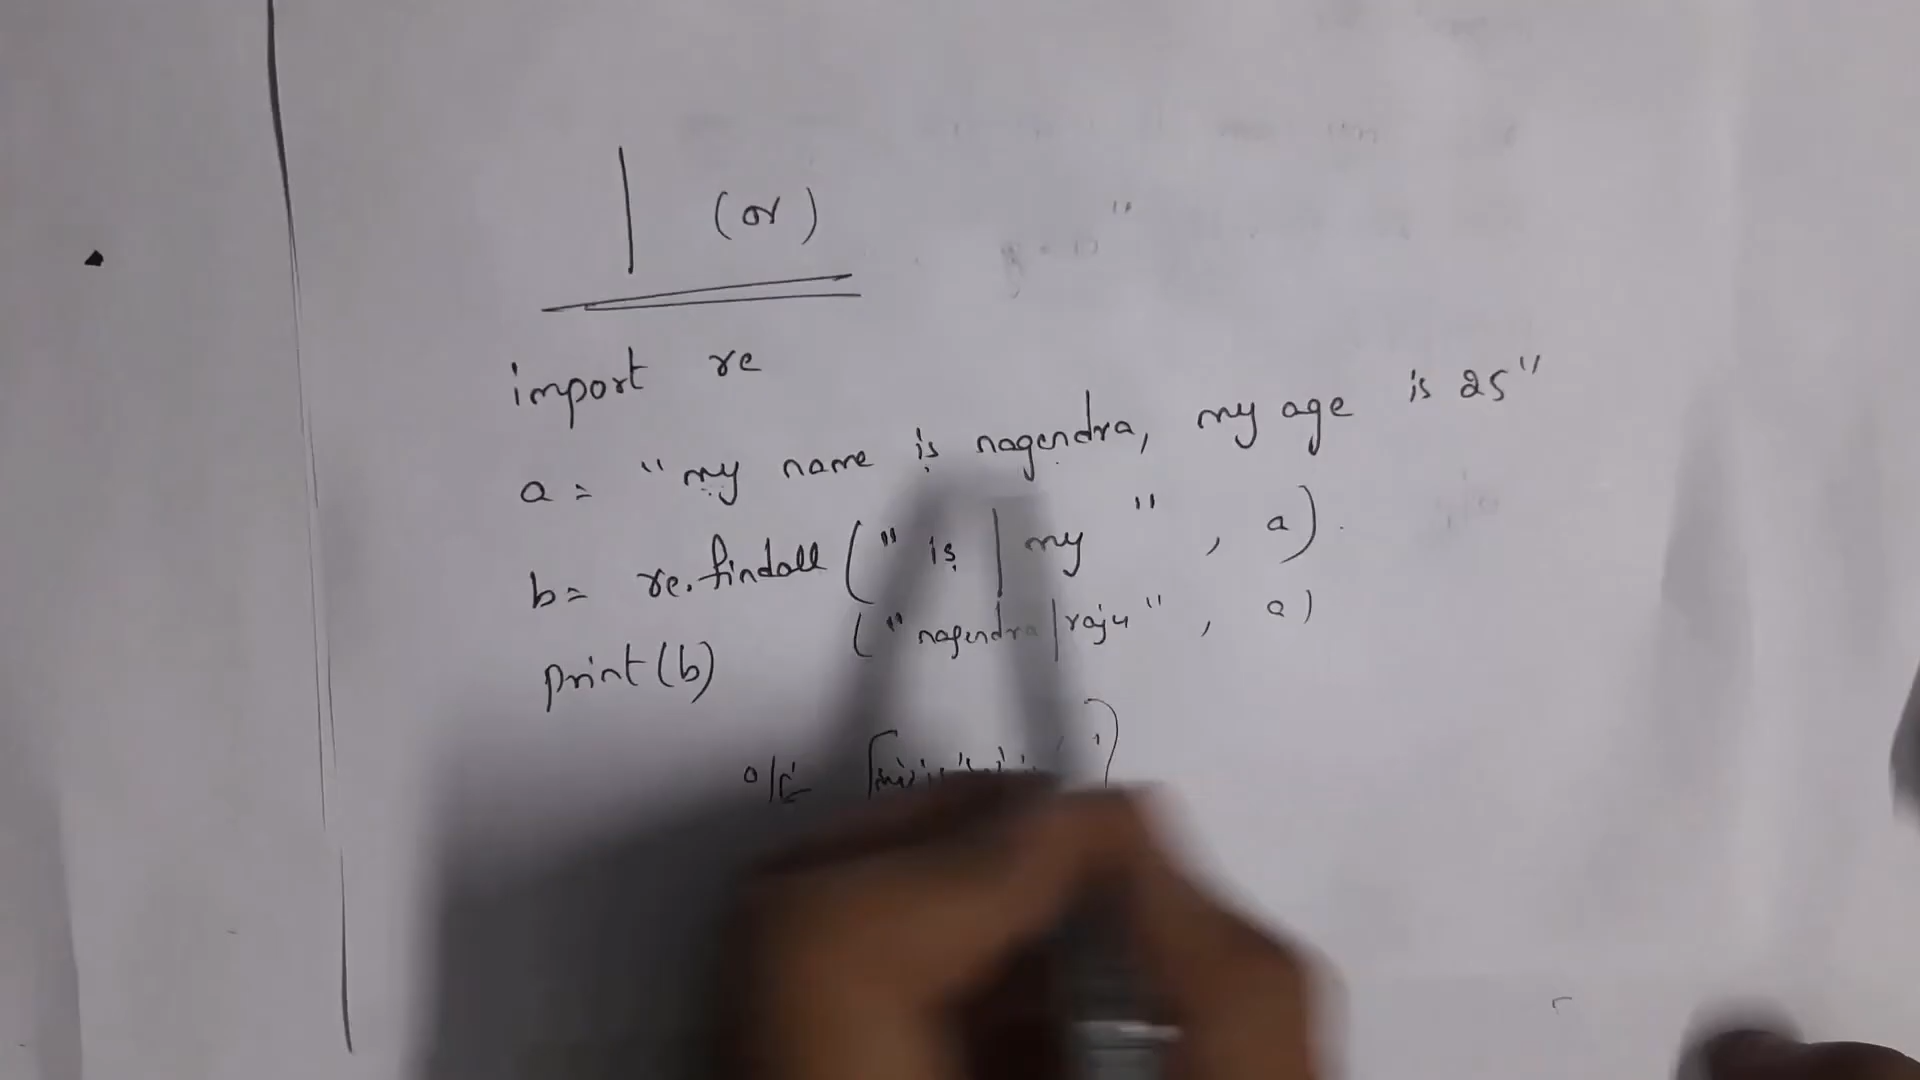 | (or)
import re
a = "my name is nagendra, my age is 25"
b= re.findall ( "is | my " , a)
( " nagendra | raju " , a )
print (b)
o/p